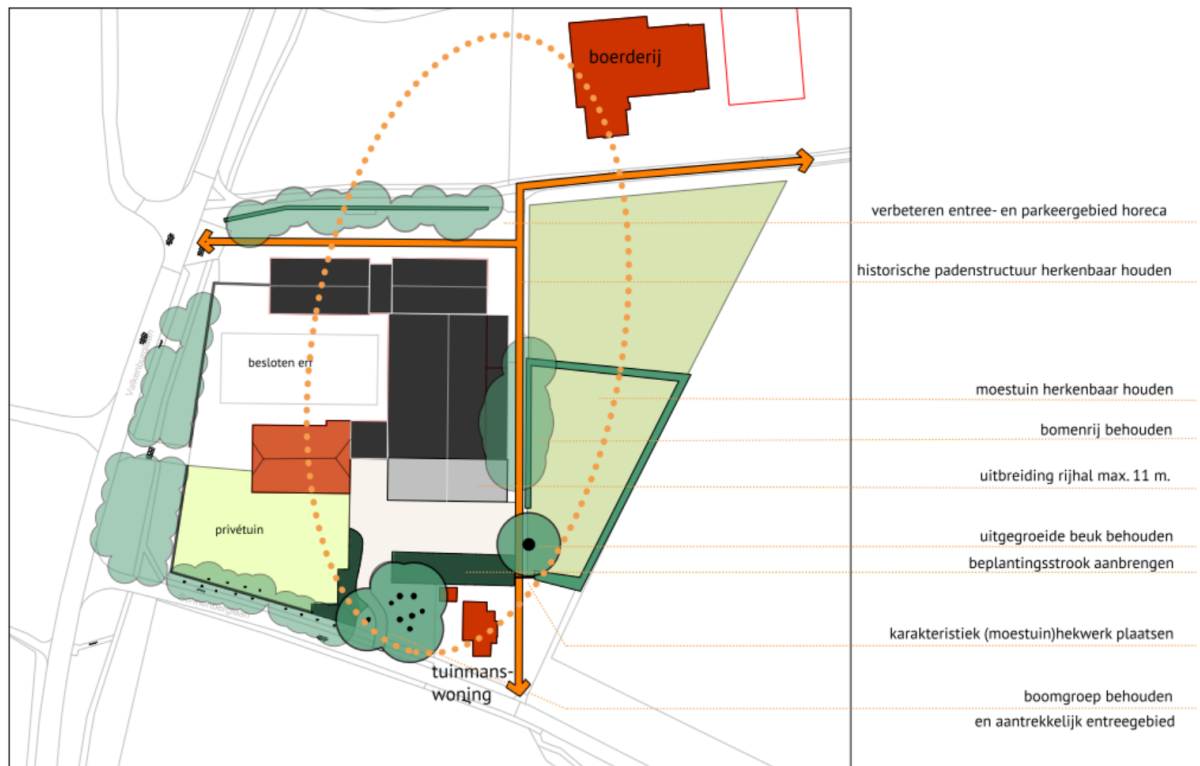 boerderij
verbeteren entree- en parkeergebied horeca
historische padenstructuur herkenbaar houden
besloten erf
moestuin herkenbaar houden
bomenrij behouden
uitbreiding rijhal max. 11 m.
privétuin
uitgegroeide beuk behouden
beplantingsstrook aanbrengen
karakteristiek (moestuin)hekwerk plaatsen
tuinmans-
woning
boomgroep behouden
en aantrekkelijk entreegebied